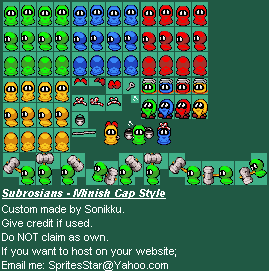 Subrosians - Minish Cap Style
Custom made by Sonikku.
Give credit if used.
Do NOT claim as own.
If you want to host on your website;
Email me: SpritesStar@Yahoo.com